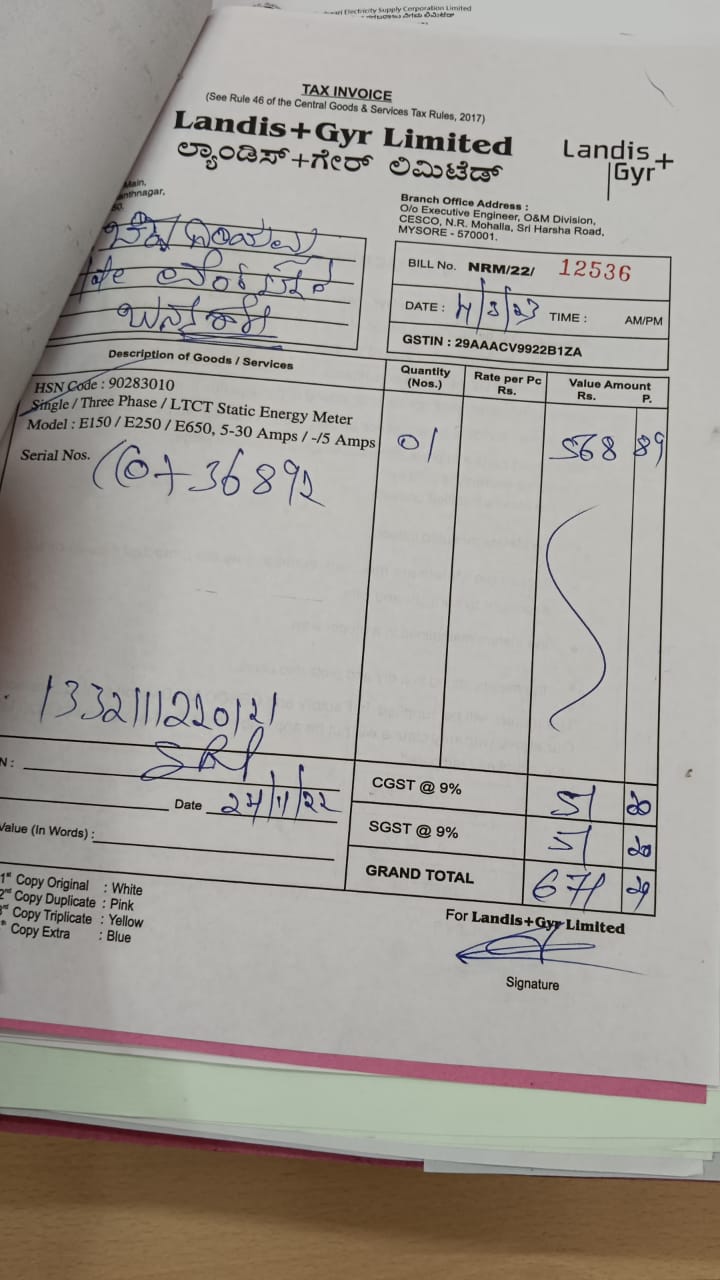 Electricity Supply Corporation Limited
TAX INVOICE
(See Rule 46 of the Central Goods & Services Tax Rules, 2017)
Landis+Gyr Limited
ಲ್ಯಾಂಡಿಸ್+ಗೇರ್ ಲಿಮಿಟೆಡ್
Landis+
Gyr
Main,
Branch Office Address :
O/o Executive Engineer, O&M Division,
CESCO, N.R. Mohalla, Sri Harsha Road,
MYSORE - 570001.
BILL No. NRM/22/ 12536
DATE : 4/3/23 TIME : AM/PM
GSTIN : 29AAACV9922B1ZA
Description of Goods / Services Quantity (Nos.) Rate per Pc Rs. Value Amount Rs. P.
HSN Code : 90283010
Single / Three Phase / LTCT Static Energy Meter
Model : E150 / E250 / E650, 5-30 Amps / -/5 Amps 01 568 89
Serial Nos. 36892
133211220121
Date 24/11/22
CGST @ 9% 51 20
SGST @ 9% 51 20
Value (In Words) :
GRAND TOTAL 671 29
1st Copy Original : White
2nd Copy Duplicate : Pink
Copy Triplicate : Yellow
Copy Extra : Blue
For Landis+Gyr Limited
Signature